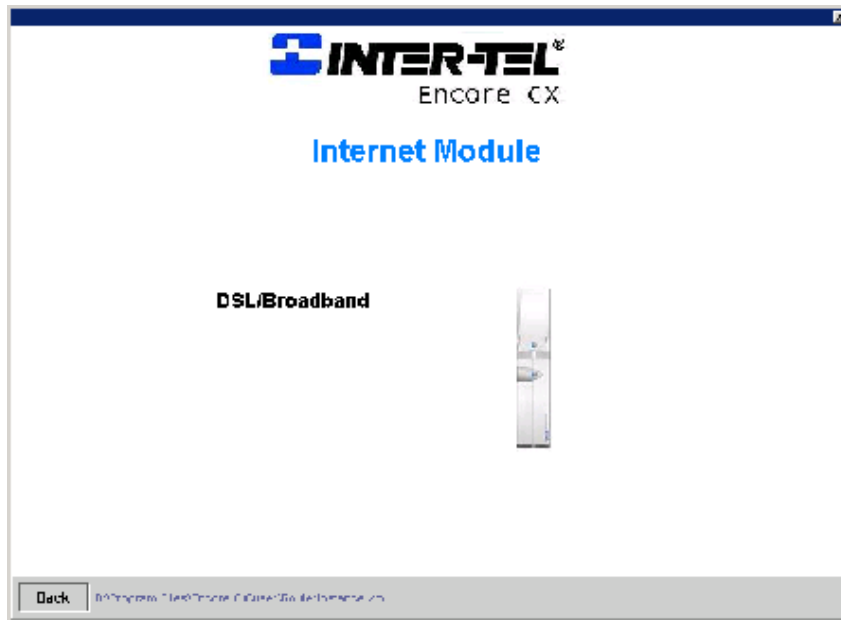 INTER-TEL®
Encore CX
Internet Module
DSL/Broadband
Back